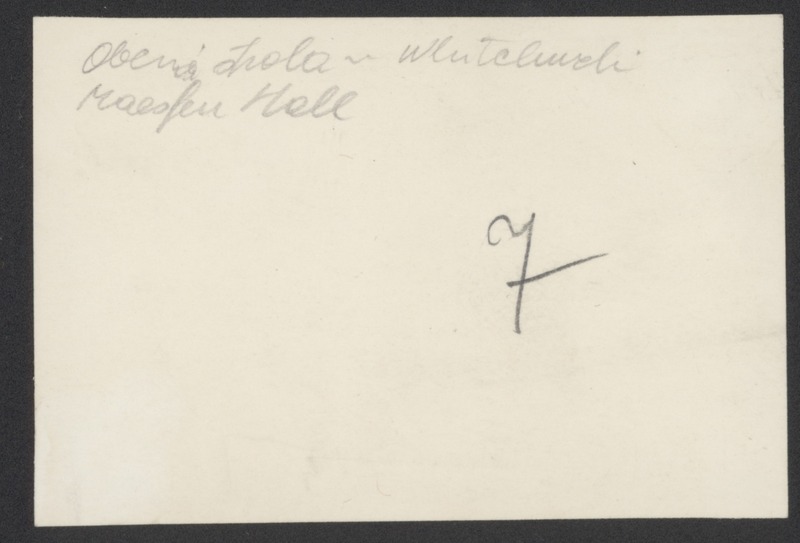 Obecná škola v Whitchurchi
Maesfen Hall
7